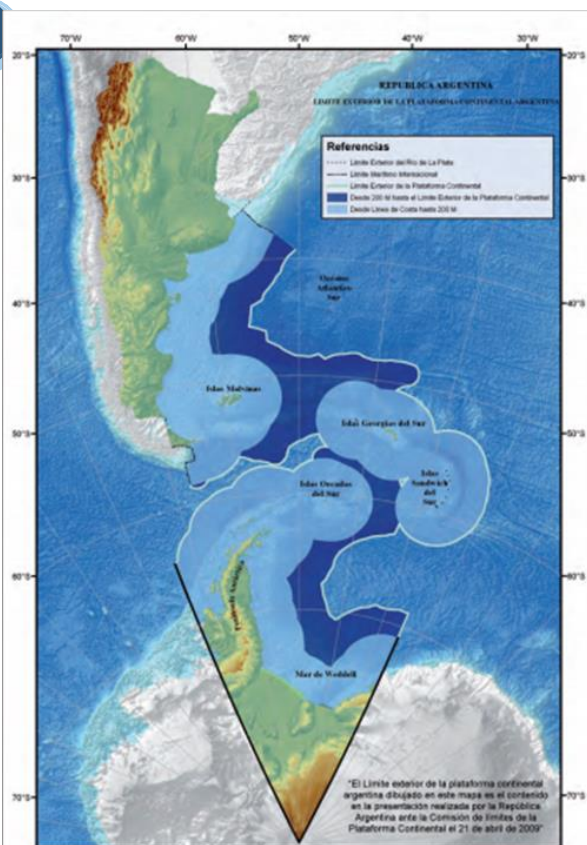 70°W
60°W
50°W
40°W
30°W
20°S
20°S
REPUBLICA ARGENTINA
LIMITE EXTERIOR DE LA PLATAFORMA CONTINENTAL ARGENTINA
Referencias
Límite Exterior del Río de La Plata
Límite Marítimo Internacional
Límite Exterior de la Plataforma Continental
Desde 200 M hasta el Límite Exterior de la Plataforma Continental
Desde Línea de Costa hasta 200 M
30°S
30°S
Océano
Atlántico
Sur
40°S
40°S
Islas Malvinas
Islas Georgias del Sur
50°S
50°S
Islas Orcadas
del Sur
Islas
Sandwich
del
Sur
60°S
60°S
Península Antártica
Mar de Weddell
"El Límite exterior de la plataforma continental
argentina dibujado en este mapa es el contenido
en la presentación realizada por la República
Argentina ante la Comisión de límites de la
Plataforma Continental el 21 de abril de 2009"
70°S
70°S